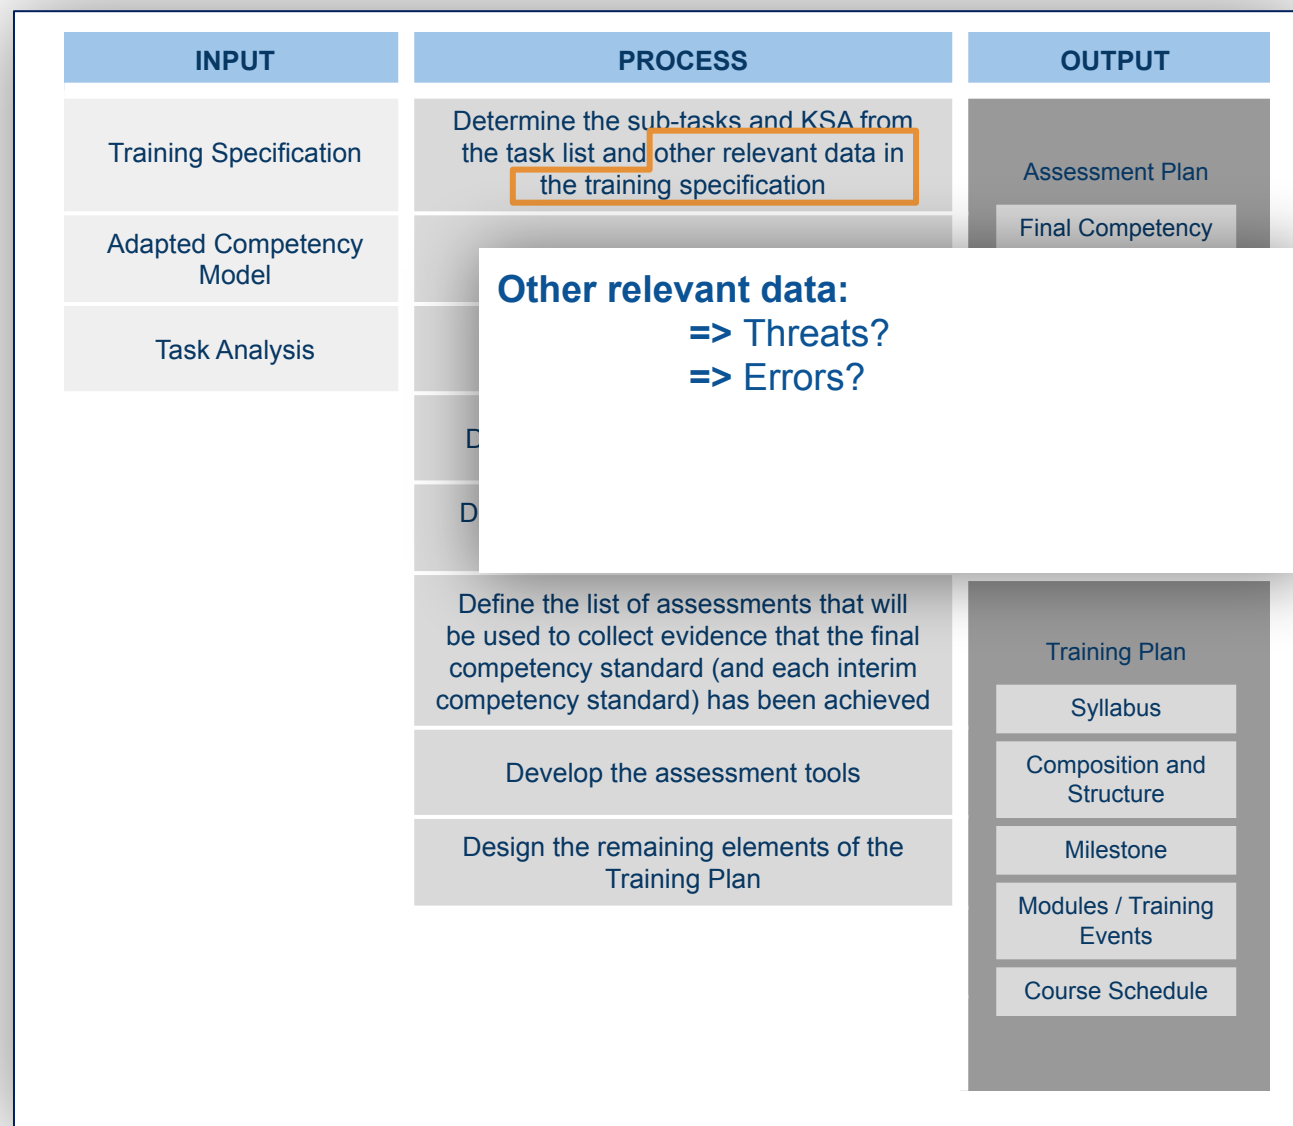 INPUT
PROCESS
OUTPUT
Training Specification
Adapted Competency
Model
Task Analysis
Determine the sub-tasks and KSA from
the task list and other relevant data in
the training specification
D
D
Define the list of assessments that will
be used to collect evidence that the final
competency standard (and each interim
competency standard) has been achieved
Develop the assessment tools
Design the remaining elements of the
Training Plan
Assessment Plan
Final Competency
Other relevant data:
=> Threats?
=> Errors?
Training Plan
Syllabus
Composition and
Structure
Milestone
Modules / Training
Events
Course Schedule